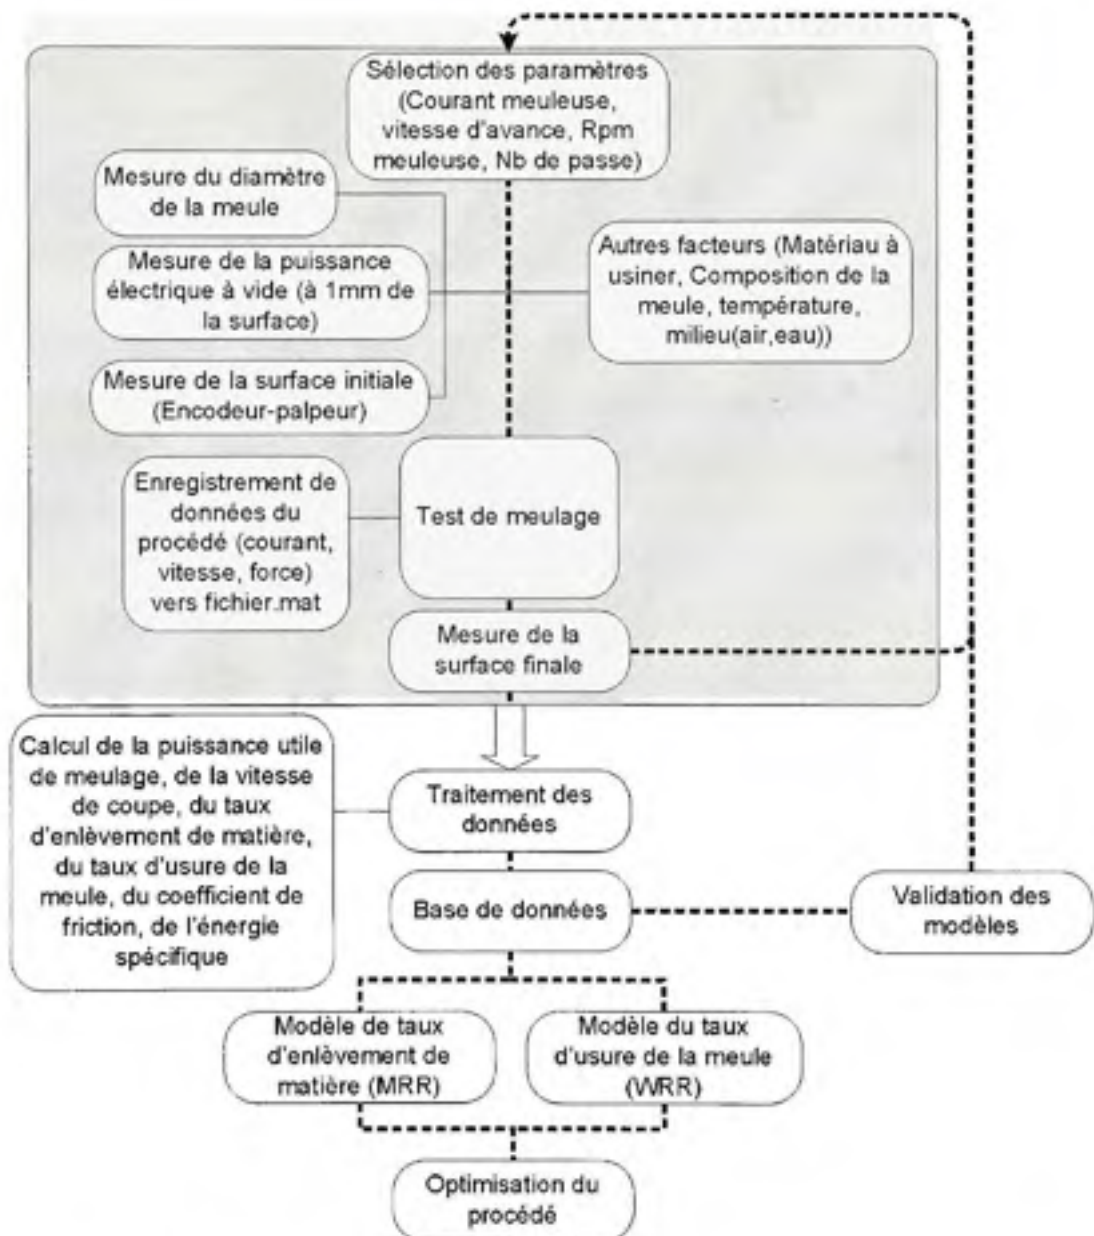 Sélection des paramètres
(Courant meuleuse,
vitesse d'avance, Rpm
meuleuse, Nb de passe)
Mesure du diamètre
de la meule
Mesure de la puissance
électrique à vide (à 1mm de
la surface)
Autres facteurs (Matériau à
usiner, Composition de la
meule, température,
milieu(air,eau))
Mesure de la surface initiale
(Encodeur-palpeur)
Enregistrement de
données du
procédé (courant,
vitesse, force)
vers fichier.mat
Test de meulage
Mesure de la
surface finale
Calcul de la puissance utile
de meulage, de la vitesse
de coupe, du taux
d'enlèvement de matière,
du taux d'usure de la
meule, du coefficient de
friction, de l'énergie
spécifique
Traitement des
données
Base de données
Validation des
modèles
Modèle de taux
d'enlèvement de
matière (MRR)
Modèle du taux
d'usure de la meule
(WRR)
Optimisation du
procédé